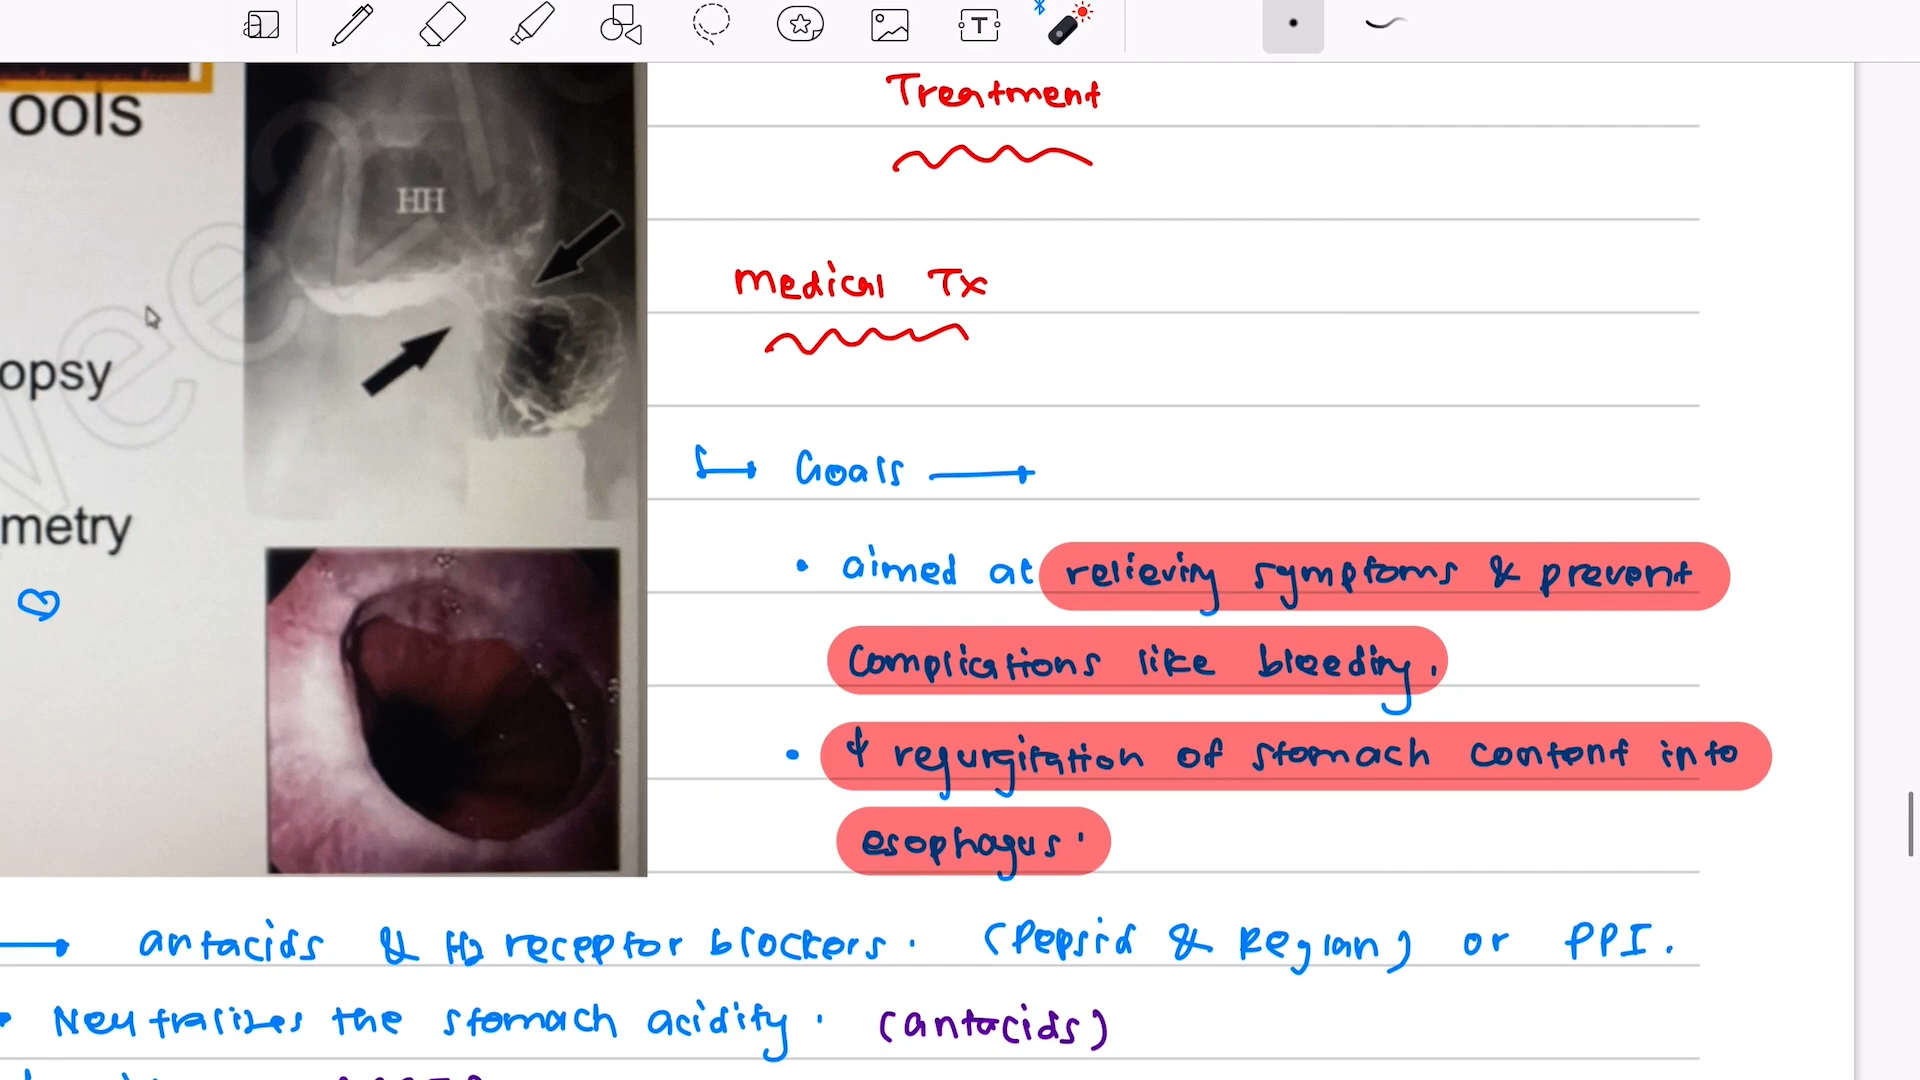 ools
HH
opsy
metry
Treatment
Medical Tx
Goals
• aimed at relieving symptoms & prevent
complications like bleeding.
• ↓ regurgitation of stomach content into
esophagus.
antacids & H2 receptor blockers. (Pepsid & Reglan) or PPI.
Neutralizes the stomach acidity. (antacids)